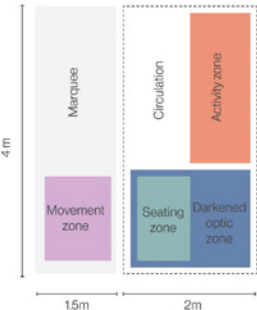 4 m
Marquee
Circulation
Activity zone
Movement
zone
Seating
zone
Darkened
optic
zone
1.5m
2m